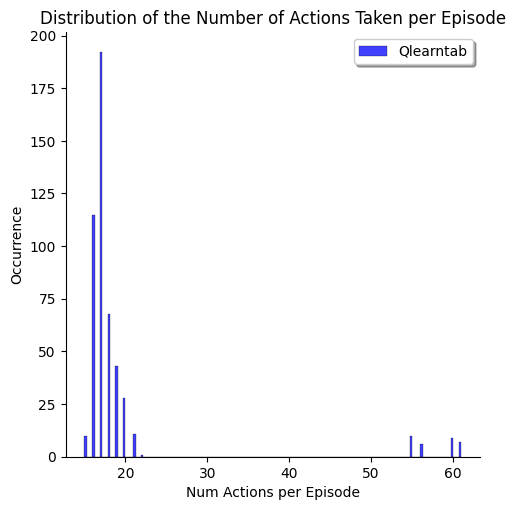 Distribution of the Number of Actions Taken per Episode
Qlearntab
200
175
150
125
100
75
50
25
0
Occurrence
20 30 40 50 60
Num Actions per Episode